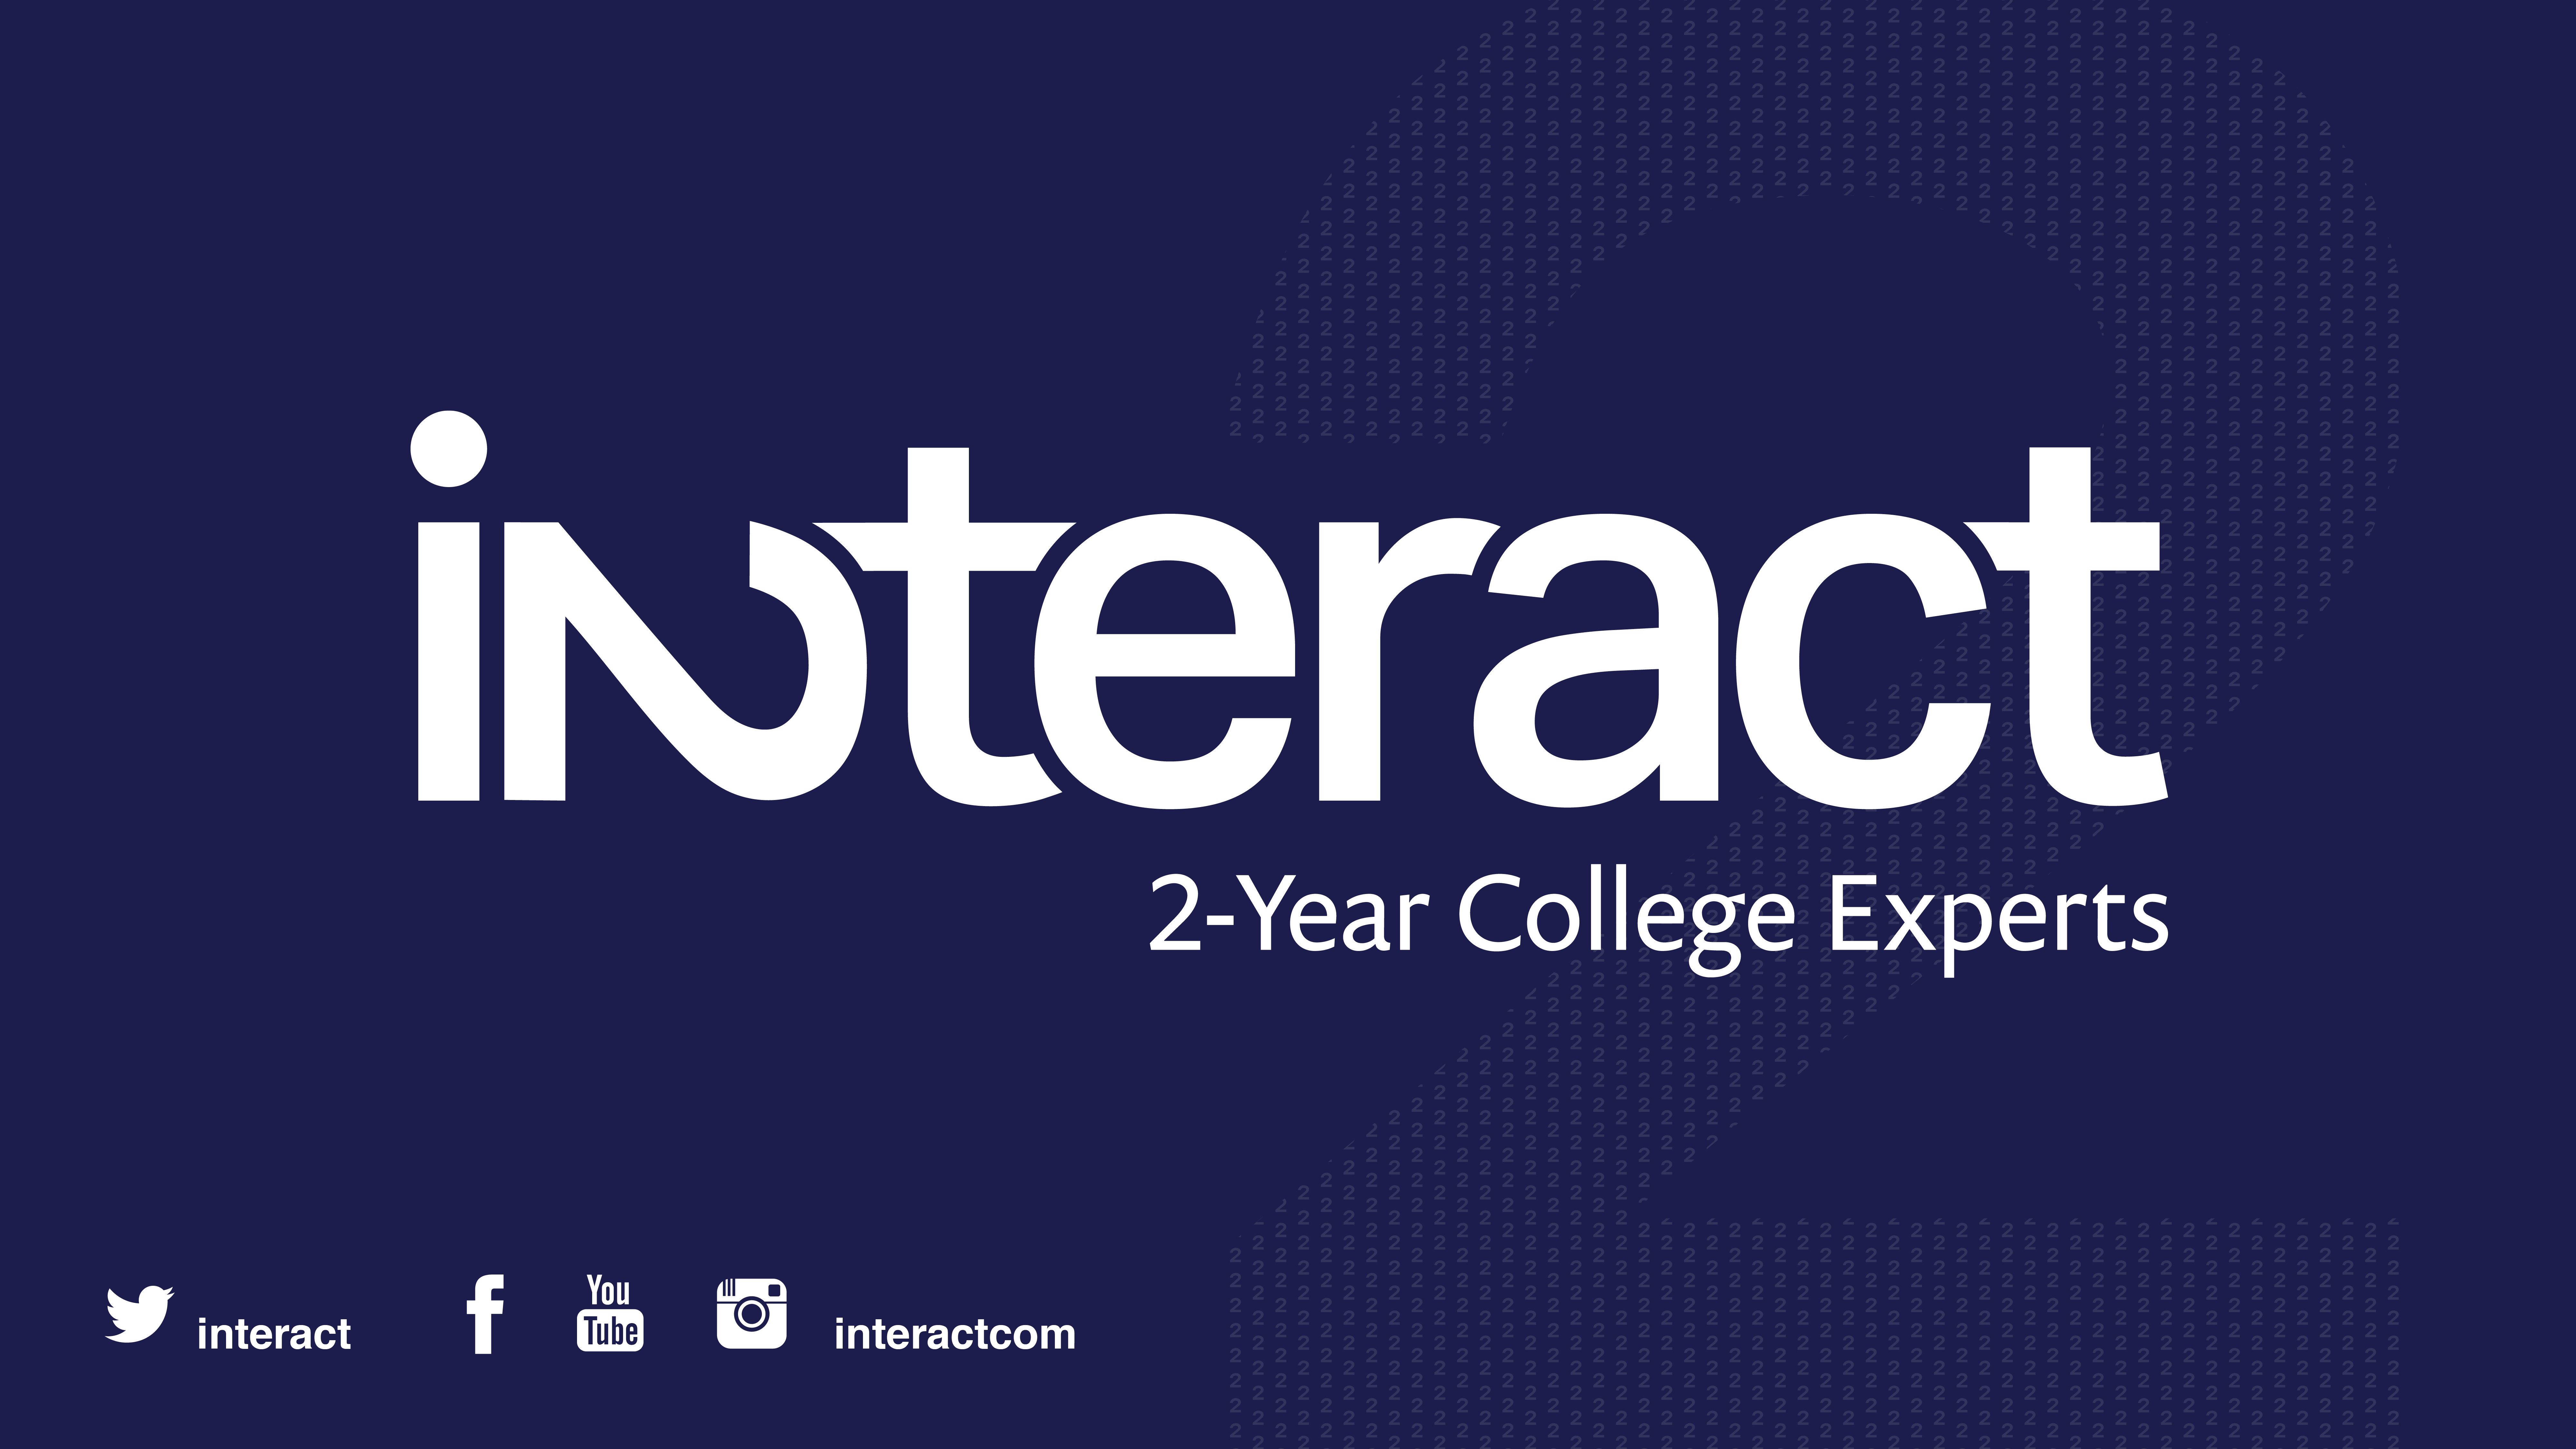 interact
2-Year College Experts
interact
You
Tube
interactcom